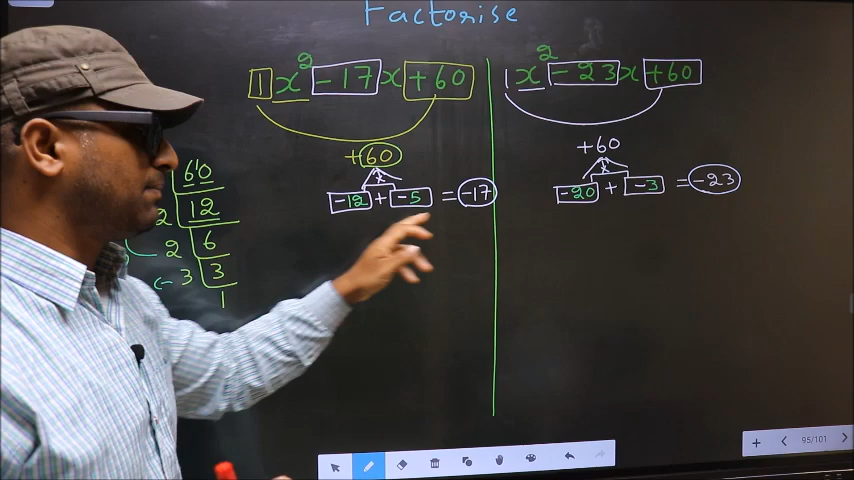 Factorise
1x² -17x +60
+60
x
-12 + -5 = -17
1x² -23x +60
+60
x
-20 + -3 = -23
60
12
2 6
3 3
1
95/101